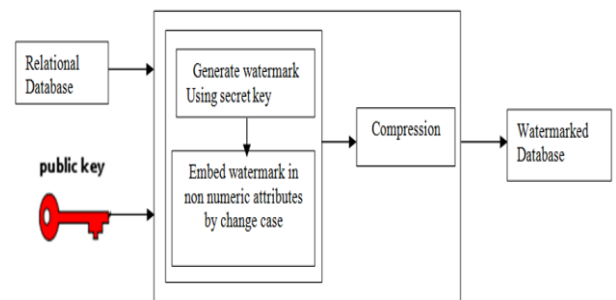 Relational
Database
public key
Generate watermark
Using secret key
Embed watermark in
non numeric attributes
by change case
Compression
Watermarked
Database